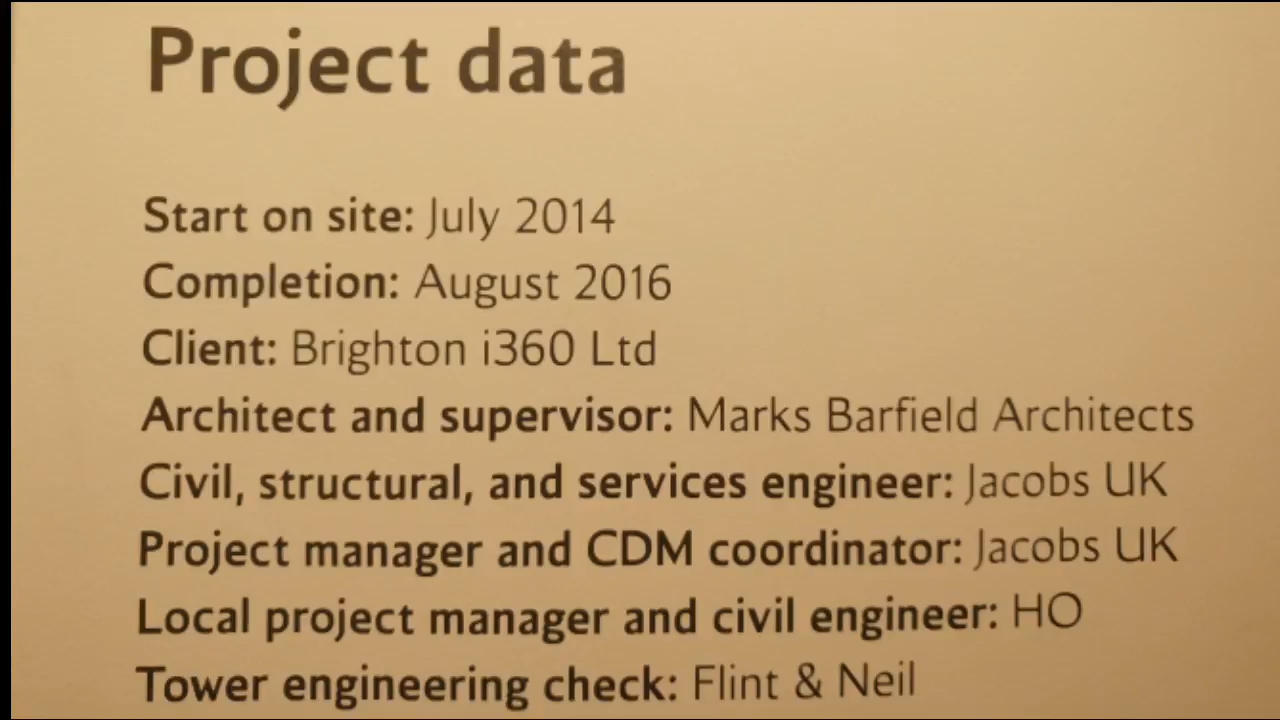 Project data
Start on site: July 2014
Completion: August 2016
Client: Brighton i360 Ltd
Architect and supervisor: Marks Barfield Architects
Civil, structural, and services engineer: Jacobs UK
Project manager and CDM coordinator: Jacobs UK
Local project manager and civil engineer: HO
Tower engineering check: Flint & Neil